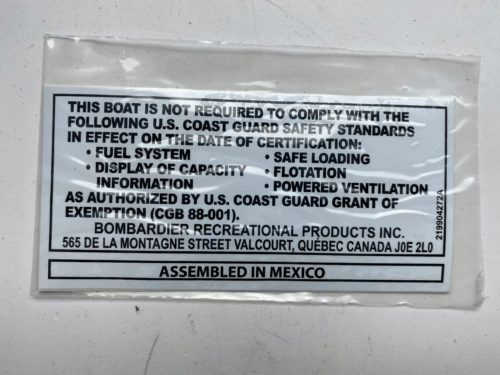 THIS BOAT IS NOT REQUIRED TO COMPLY WITH THE
FOLLOWING U.S. COAST GUARD SAFETY STANDARDS
IN EFFECT ON THE DATE OF CERTIFICATION:
• FUEL SYSTEM • SAFE LOADING
• DISPLAY OF CAPACITY • FLOTATION
INFORMATION • POWERED VENTILATION
AS AUTHORIZED BY U.S. COAST GUARD GRANT OF
EXEMPTION (CGB 88-001).
BOMBARDIER RECREATIONAL PRODUCTS INC.
565 DE LA MONTAGNE STREET VALCOURT, QUÉBEC CANADA J0E 2L0
219904272A
ASSEMBLED IN MEXICO